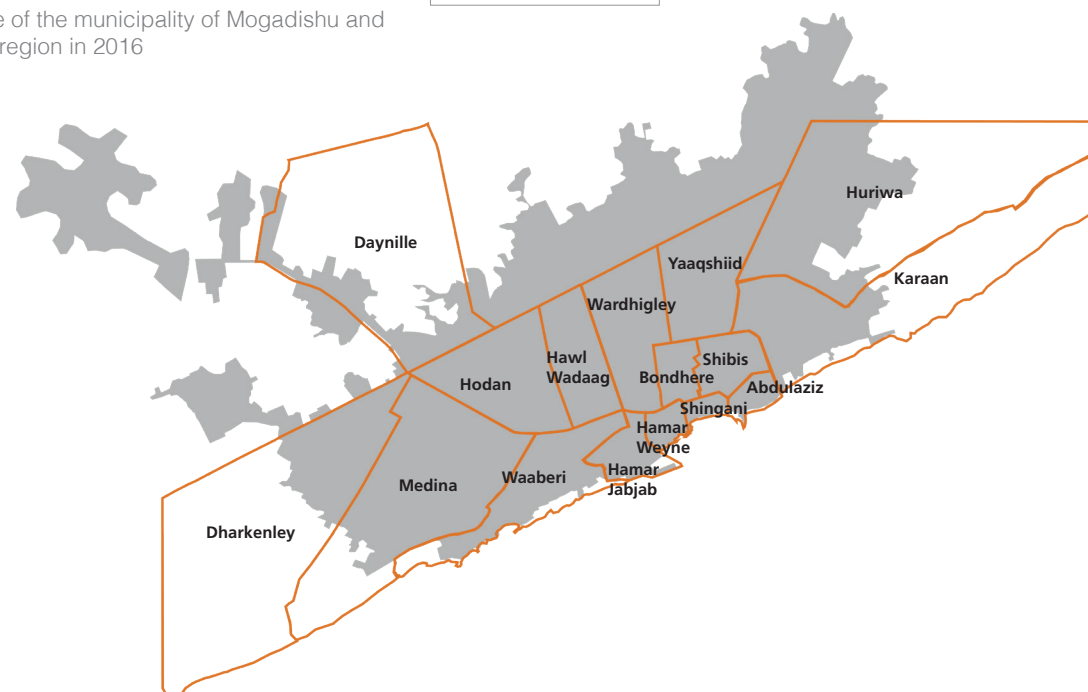 of the municipality of Mogadishu and
region in 2016
Huriwa
Daynille
Yaaqshiid
Karaan
Wardhigley
Hawl
Wadaag
Shibis
Hodan
Bondhere
Abdulaziz
Shingani
Hamar
Weyne
Hamar
Jabjab
Waaberi
Medina
Dharkenley